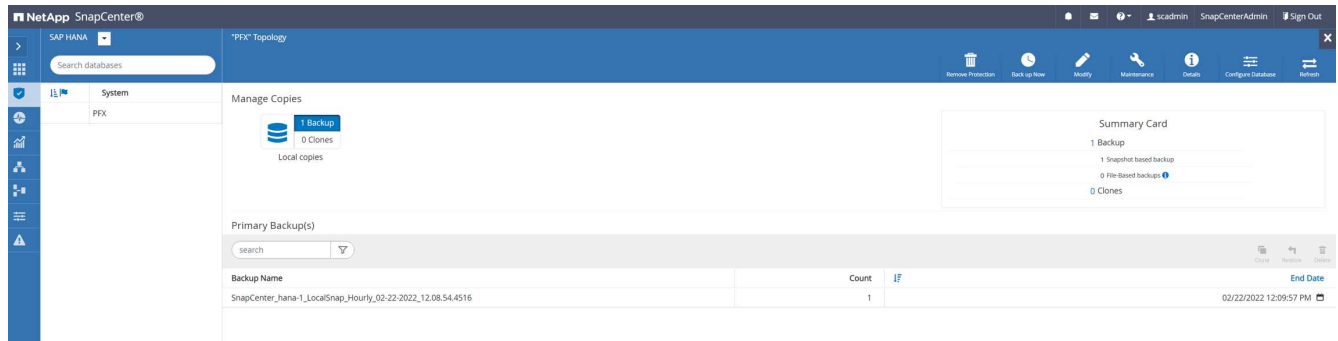 NetApp SnapCenter®
scadmin SnapCenterAdmin Sign Out
SAP HANA
"PFX" Topology
Search databases
Remove Protection Back up Now Modify Maintenance Details Configure Database Refresh
System
PFX
Manage Copies
1 Backup
0 Clones
Local copies
Summary Card
1 Backup
1 Snapshot based backup
0 File-Based backups
0 Clones
Primary Backup(s)
search
Clone Restore Delete
Backup Name Count End Date
SnapCenter_hana-1_LocalSnap_Hourly_02-22-2022_12.08.54.4516 1 02/22/2022 12:09:57 PM